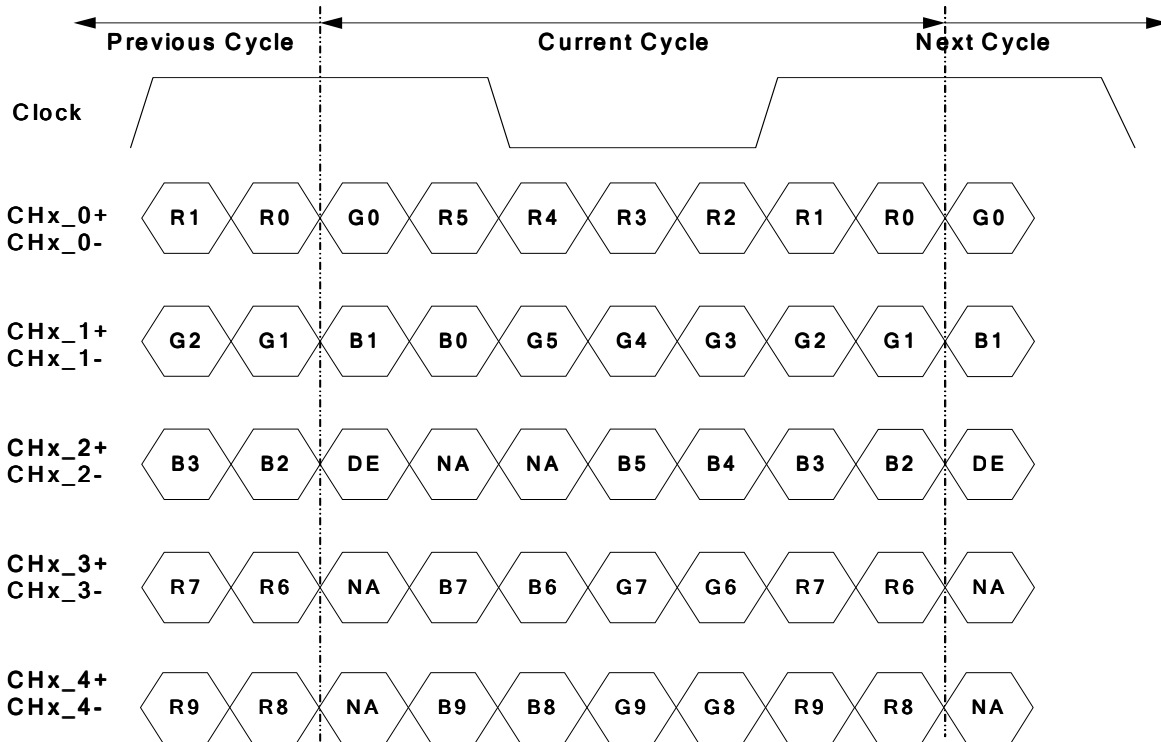 Previous Cycle Current Cycle Next Cycle
Clock
CHx_0+
CHx_0-
R1 R0 G0 R5 R4 R3 R2 R1 R0 G0
CHx_1+
CHx_1-
G2 G1 B1 B0 G5 G4 G3 G2 G1 B1
CHx_2+
CHx_2-
B3 B2 DE NA NA B5 B4 B3 B2 DE
CHx_3+
CHx_3-
R7 R6 NA B7 B6 G7 G6 R7 R6 NA
CHx_4+
CHx_4-
R9 R8 NA B9 B8 G9 G8 R9 R8 NA